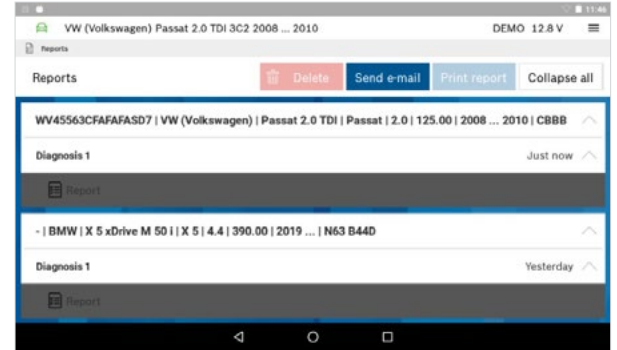 11:46
VW (Volkswagen) Passat 2.0 TDI 3C2 2008 ... 2010 DEMO 12.8 V
Reports
Reports Delete Send e-mail Print report Collapse all
WV45563CFAFAFASD7 | VW (Volkswagen) | Passat 2.0 TDI | Passat | 2.0 | 125.00 | 2008 ... 2010 | CBBB
Diagnosis 1 Just now
Report
- | BMW | X 5 xDrive M 50 i | X 5 | 4.4 | 390.00 | 2019 ... | N63 B44D
Diagnosis 1 Yesterday
Report